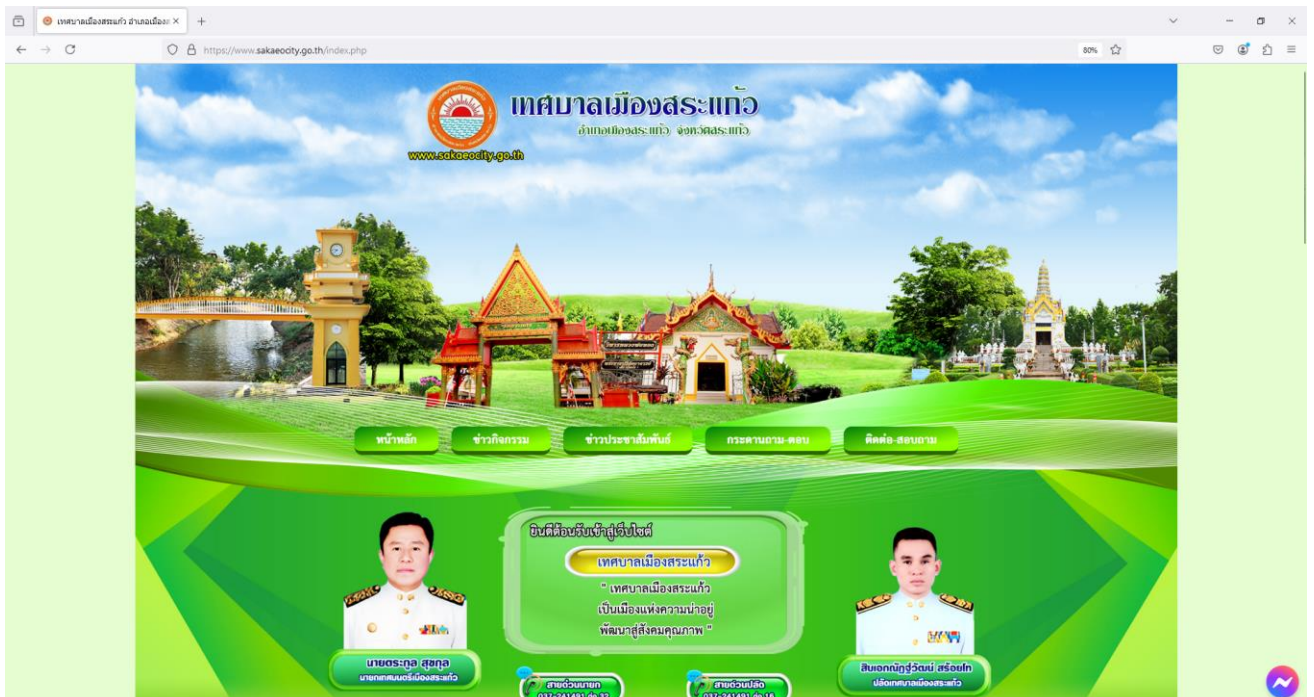 เทศบาลเมืองสระแก้ว อำเภอเมืองส
https://www.sakaeocity.go.th/index.php
80%
เทศบาลเมืองสระแก้ว
อำเภอเมืองสระแก้ว จังหวัดสระแก้ว
www.sakaeocity.go.th
หน้าหลัก
ข่าวกิจกรรม
ข่าวประชาสัมพันธ์
กระดานถาม-ตอบ
ติดต่อ-สอบถาม
ยินดีต้อนรับเข้าสู่เว็บไซต์
เทศบาลเมืองสระแก้ว
" เทศบาลเมืองสระแก้ว
เป็นเมืองแห่งความน่าอยู่
พัฒนาสู่สังคมคุณภาพ "
นายตระกูล สุขกุล
นายกเทศมนตรีเมืองสระแก้ว
สิบเอกณัฏฐ์วัฒน์ สร้อยโท
ปลัดเทศบาลเมืองสระแก้ว
สายด่วนนายก
037-241491 ต่อ
สายด่วนปลัด
037-241491 ต่อ